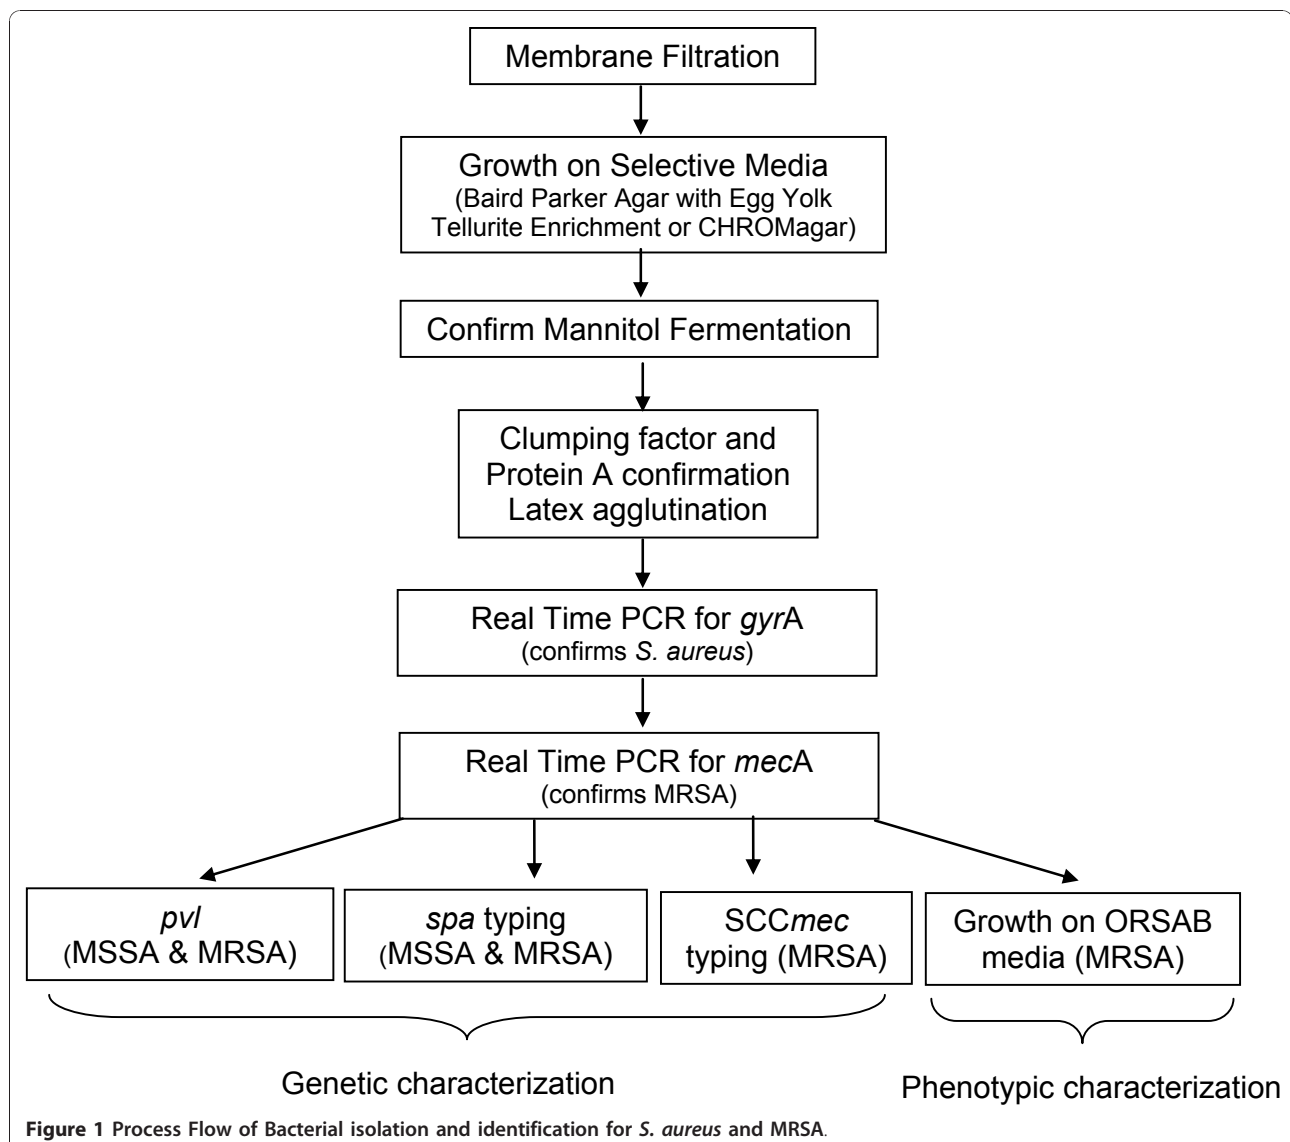 Membrane Filtration
Growth on Selective Media
(Baird Parker Agar with Egg Yolk
Tellurite Enrichment or CHROMagar)
Confirm Mannitol Fermentation
Clumping factor and
Protein A confirmation
Latex agglutination
Real Time PCR for gyrA
(confirms S. aureus)
Real Time PCR for mecA
(confirms MRSA)
pvl
(MSSA & MRSA)
spa typing
(MSSA & MRSA)
SCCmec
typing (MRSA)
Growth on ORSAB
media (MRSA)
Genetic characterization
Phenotypic characterization
Figure 1 Process Flow of Bacterial isolation and identification for S. aureus and MRSA.